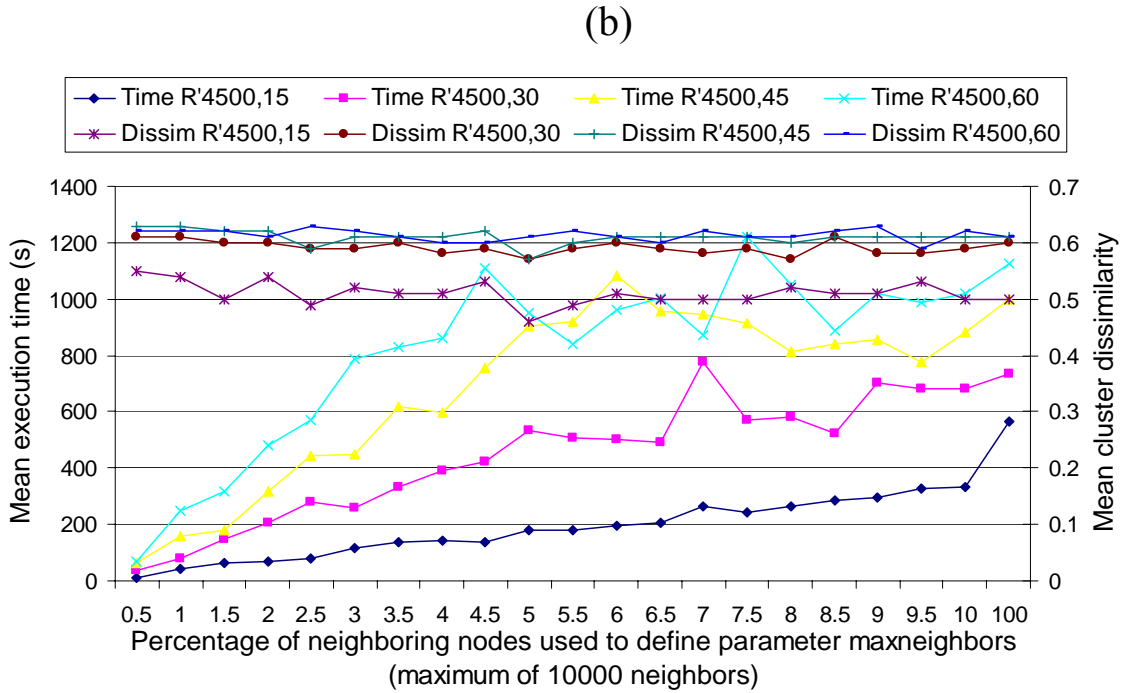 (b)
Time R'4500,15 Time R'4500,30 Time R'4500,45 Time R'4500,60
Dissim R'4500,15 Dissim R'4500,30 Dissim R'4500,45 Dissim R'4500,60
Mean execution time (s)
1400
1200
1000
800
600
400
200
0
0.7
0.6
0.5
0.4
0.3
0.2
0.1
0
Mean cluster dissimilarity
0.5 1 1.5 2 2.5 3 3.5 4 4.5 5 5.5 6 6.5 7 7.5 8 8.5 9 9.5 10 100
Percentage of neighboring nodes used to define parameter maxneighbors
(maximum of 10000 neighbors)